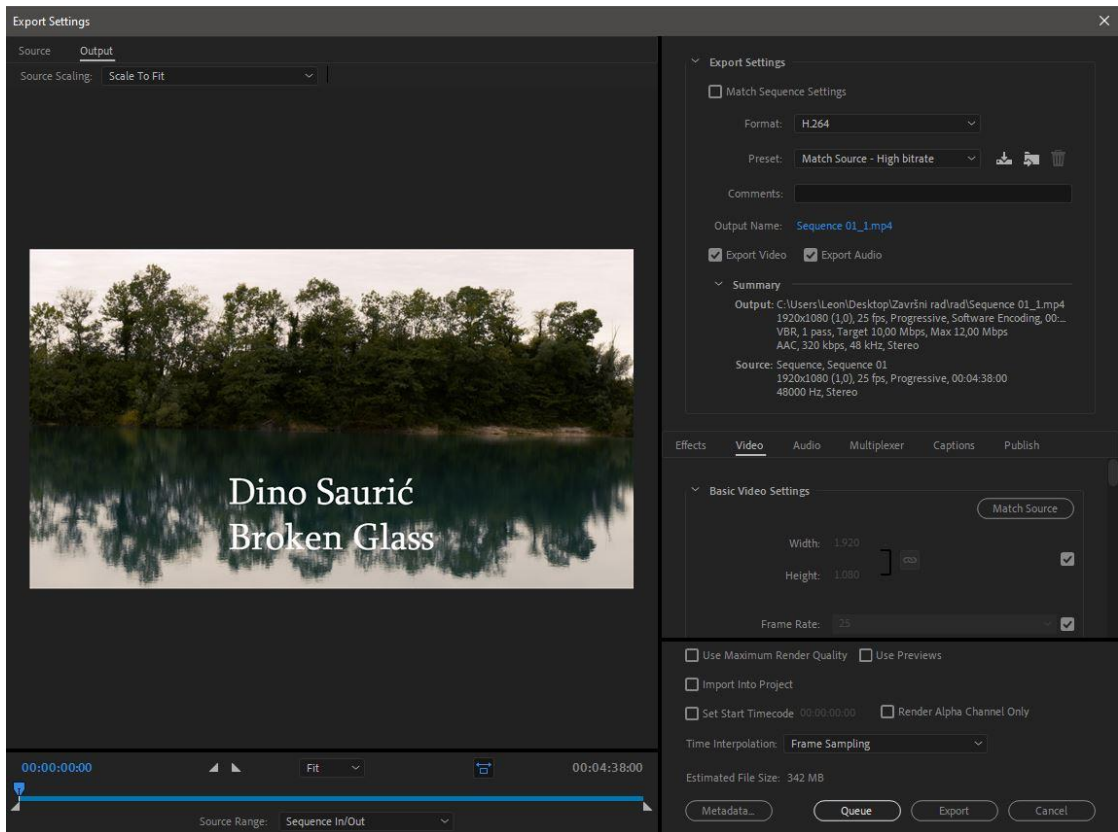 Export Settings
Source Output
Source Scaling: Scale To Fit
Dino Saurić
Broken Glass
00:00:00:00 Fit 00:04:38:00
Source Range: Sequence In/Out
Export Settings
Match Sequence Settings
Format: H.264
Preset: Match Source - High bitrate
Comments:
Output Name: Sequence 01_1.mp4
Export Video Export Audio
Summary
Output: C:\Users\Leon\Desktop\Završni rad\rad\Sequence 01_1.mp4
1920x1080 (1,0), 25 fps, Progressive, Software Encoding, 00:...
VBR, 1 pass, Target 10,00 Mbps, Max 12,00 Mbps
AAC, 320 kbps, 48 kHz, Stereo
Source: Sequence, Sequence 01
1920x1080 (1,0), 25 fps, Progressive, 00:04:38:00
48000 Hz, Stereo
Effects Video Audio Multiplexer Captions Publish
Basic Video Settings
Match Source
Width: 1.920
Height: 1.080
Frame Rate: 25
Use Maximum Render Quality Use Previews
Import Into Project
Set Start Timecode 00:00:00:00 Render Alpha Channel Only
Time Interpolation: Frame Sampling
Estimated File Size: 342 MB
Metadata... Queue Export Cancel